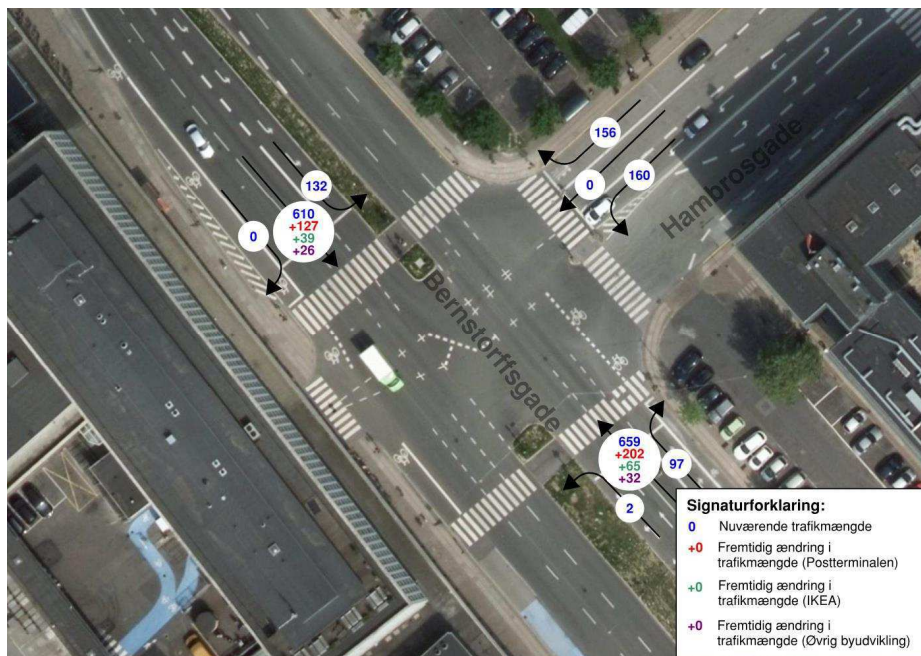 156
Hambrosgade
132
0
160
610
+127
+39
+26
0
Bernstorffsgade
659
+202
+65
+32
97
2
Signaturforklaring:
0 Nuværende trafikmængde
+0 Fremtidig ændring i
trafikmængde (Postterminalen)
+0 Fremtidig ændring i
trafikmængde (IKEA)
+0 Fremtidig ændring i
trafikmængde (Øvrig byudvikling)